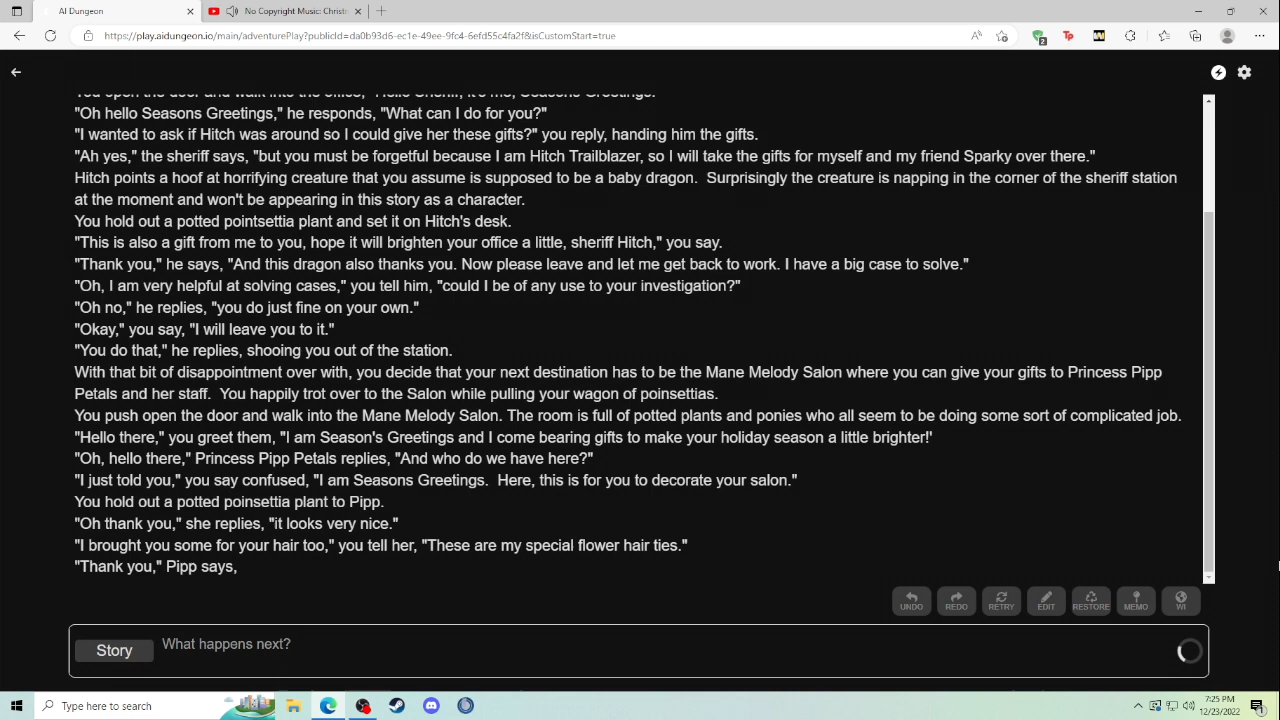 AI Dungeon
No Copyright Music: Christm
https://play.aidungeon.io/main/adventurePlay?publicId=da0b93d6-ec1e-49ee-9fc4-6efd55c4fa2f&isCustomStart=true
2
You open the door and walk into the office, "Hello Sheriff, it's me, Seasons Greetings."
"Oh hello Seasons Greetings," he responds, "What can I do for you?"
"I wanted to ask if Hitch was around so I could give her these gifts?" you reply, handing him the gifts.
"Ah yes," the sheriff says, "but you must be forgetful because I am Hitch Trailblazer, so I will take the gifts for myself and my friend Sparky over there."
Hitch points a hoof at horrifying creature that you assume is supposed to be a baby dragon.  Surprisingly the creature is napping in the corner of the sheriff station
at the moment and won't be appearing in this story as a character.
You hold out a potted pointsettia plant and set it on Hitch's desk.
"This is also a gift from me to you, hope it will brighten your office a little, sheriff Hitch," you say.
"Thank you," he says, "And this dragon also thanks you. Now please leave and let me get back to work. I have a big case to solve."
"Oh, I am very helpful at solving cases," you tell him, "could I be of any use to your investigation?"
"Oh no," he replies, "you do just fine on your own."
"Okay," you say, "I will leave you to it."
"You do that," he replies, shooing you out of the station.
With that bit of disappointment over with, you decide that your next destination has to be the Mane Melody Salon where you can give your gifts to Princess Pipp
Petals and her staff.  You happily trot over to the Salon while pulling your wagon of poinsettias.
You push open the door and walk into the Mane Melody Salon. The room is full of potted plants and ponies who all seem to be doing some sort of complicated job.
"Hello there," you greet them, "I am Season's Greetings and I come bearing gifts to make your holiday season a little brighter!'
"Oh, hello there," Princess Pipp Petals replies, "And who do we have here?"
"I just told you," you say confused, "I am Seasons Greetings.  Here, this is for you to decorate your salon."
You hold out a potted poinsettia plant to Pipp.
"Oh thank you," she replies, "it looks very nice."
"I brought you some for your hair too," you tell her, "These are my special flower hair ties."
"Thank you," Pipp says,
UNDO
REDO
RETRY
EDIT
RESTORE
MEMO
WI
Story
What happens next?
Type here to search
7:25 PM
12/23/2022
1